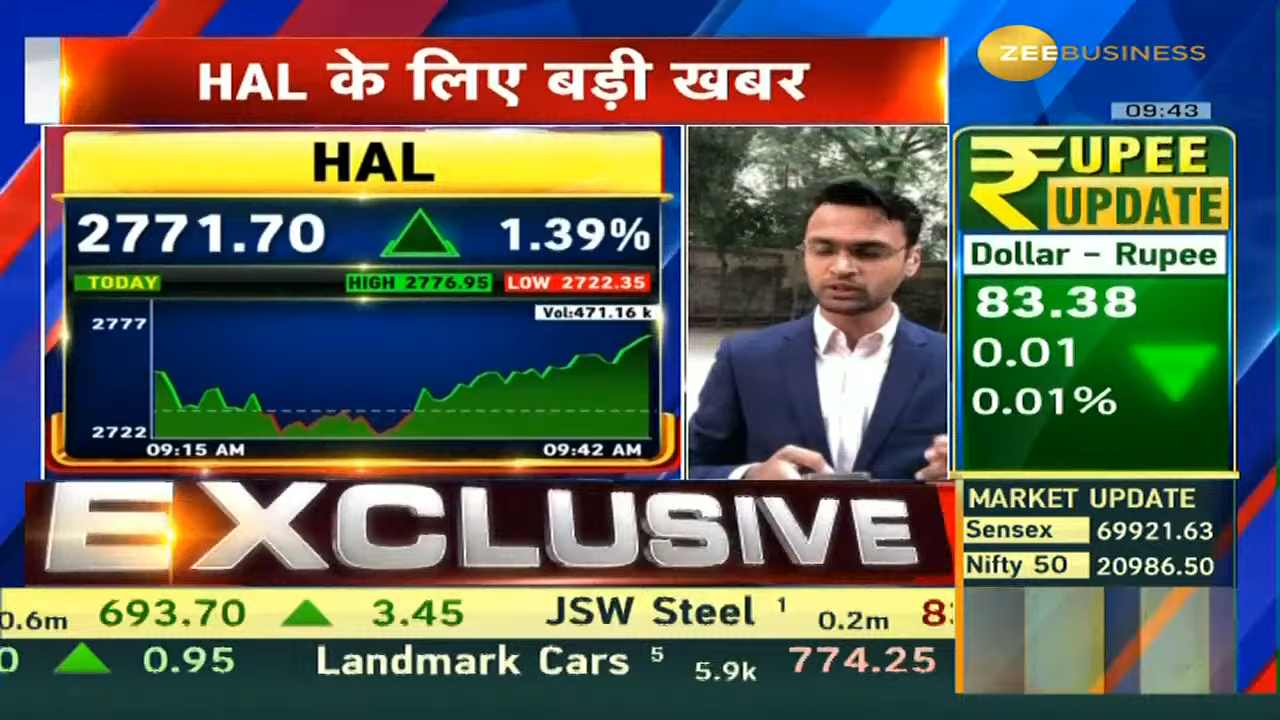 HAL के लिए बड़ी खबर
ZEEBUSINESS
09:43
HAL
2771.70 1.39%
TODAY HIGH 2776.95 LOW 2722.35
Vol:471.16 k
2777
2722
09:15 AM 09:42 AM
₹UPEE
UPDATE
Dollar - Rupee
83.38
0.01
0.01%
EXCLUSIVE
MARKET UPDATE
Sensex 69921.63
Nifty 50 20986.50
0.6m 693.70 3.45 JSW Steel 1 0.2m 8
0 0.95 Landmark Cars 5 5.9k 774.25